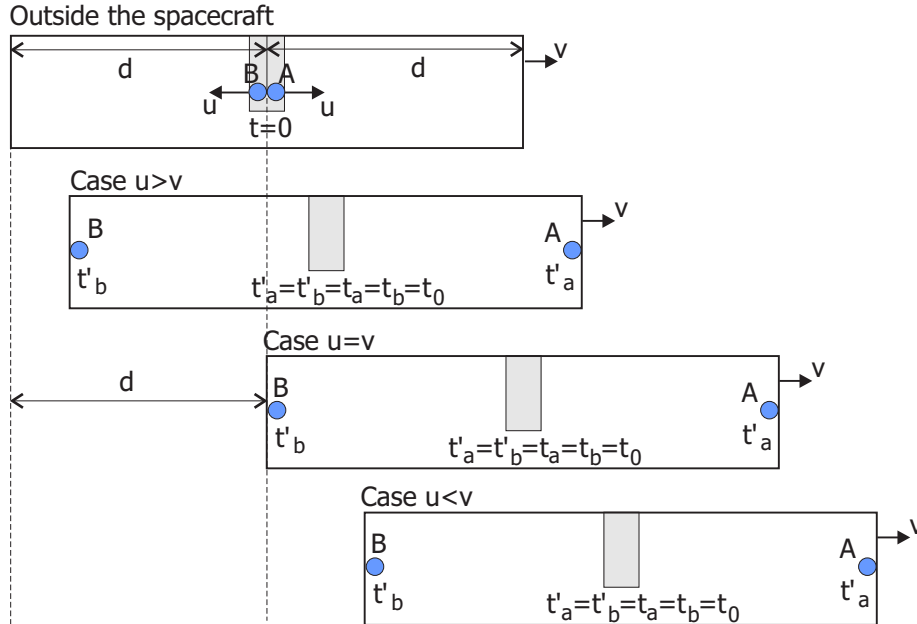 Outside the spacecraft
d d v
B A
u u
t=0
Case u>v
v
B A
t'b t'a
t'a=t'b=ta=tb=t0
Case u=v
d v
B A
t'b t'a
t'a=t'b=ta=tb=t0
Case u<v
v
B A
t'b t'a
t'a=t'b=ta=tb=t0